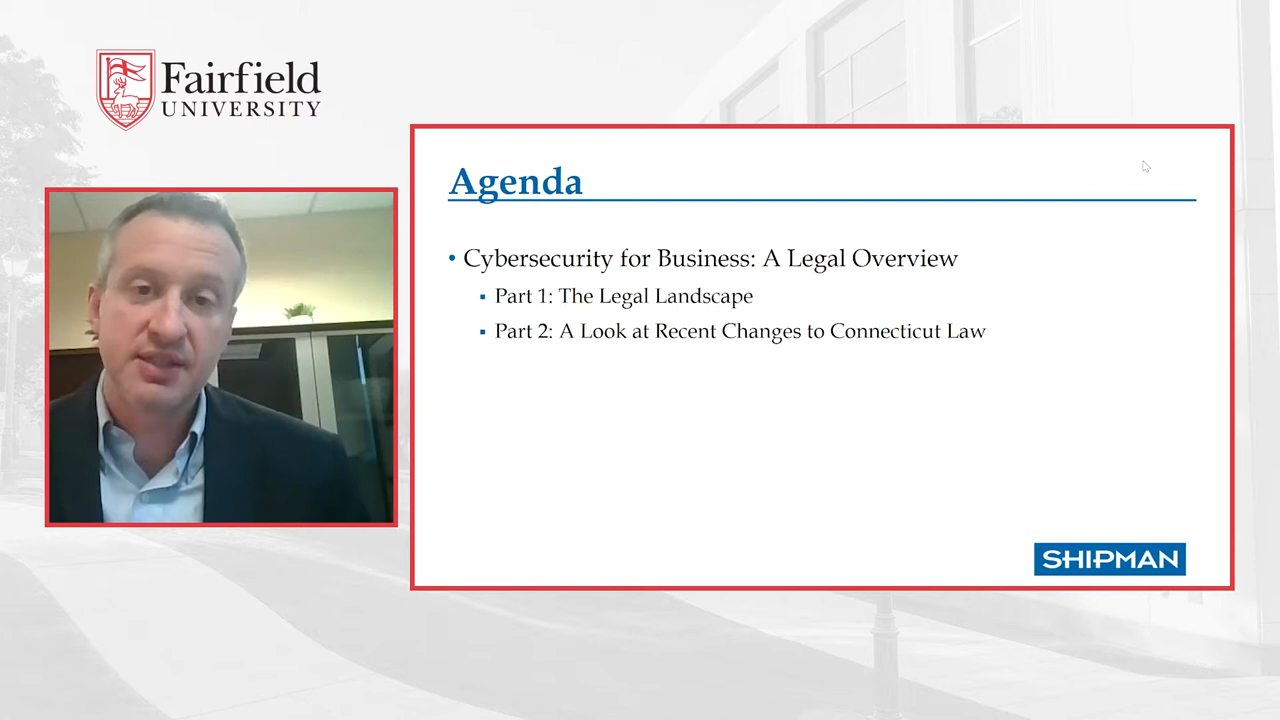 Fairfield
UNIVERSITY
Agenda
• Cybersecurity for Business: A Legal Overview
▪ Part 1: The Legal Landscape
▪ Part 2: A Look at Recent Changes to Connecticut Law
SHIPMAN